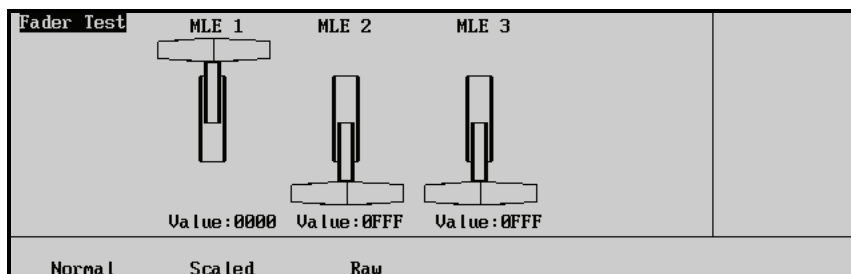 Fader Test MLE 1 MLE 2 MLE 3
Value:0000 Value:0FFF Value:0FFF
Normal Scaled Raw